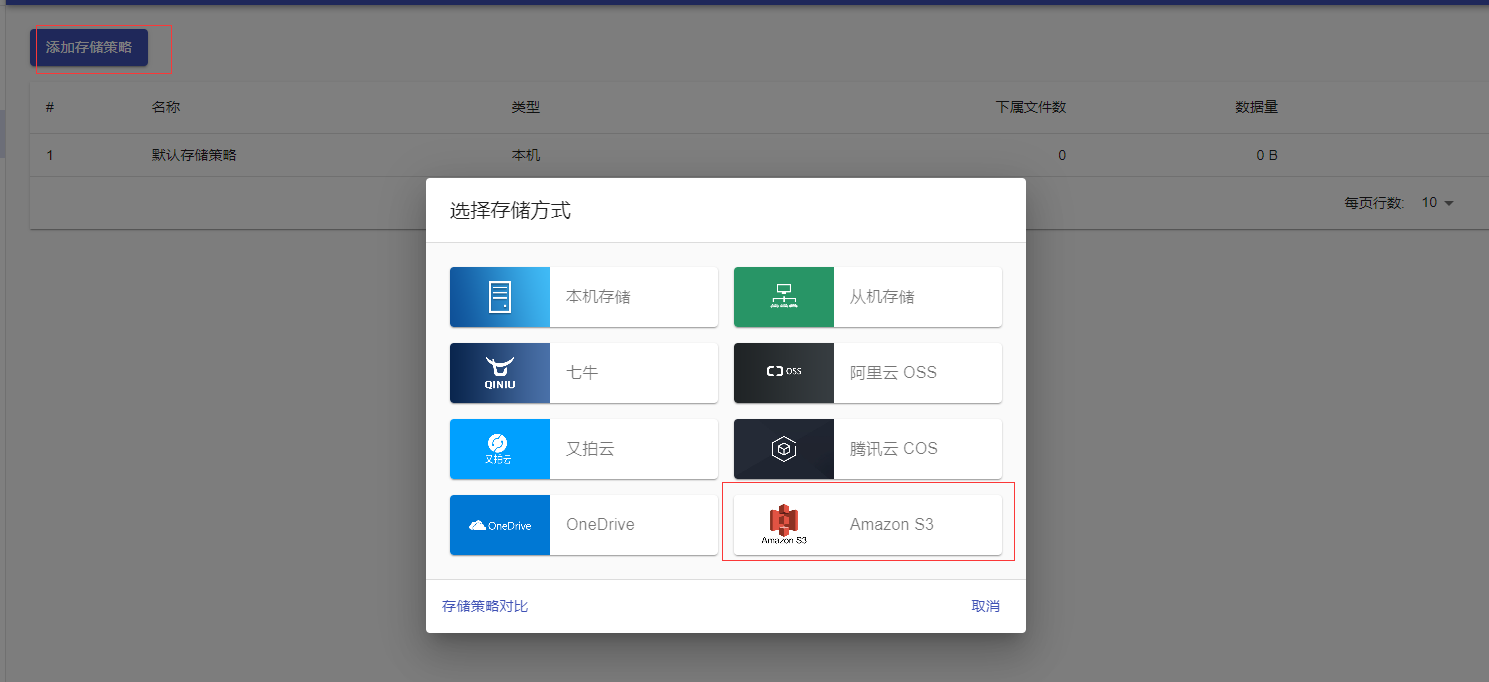 添加存储策略
# 名称 类型 下属文件数 数据量
1 默认存储策略 本机 0 0 B
每页行数: 10
选择存储方式
本机存储 从机存储
QINIU 七牛 OSS 阿里云 OSS
又拍云 又拍云 腾讯云 COS
OneDrive OneDrive Amazon S3 Amazon S3
存储策略对比 取消